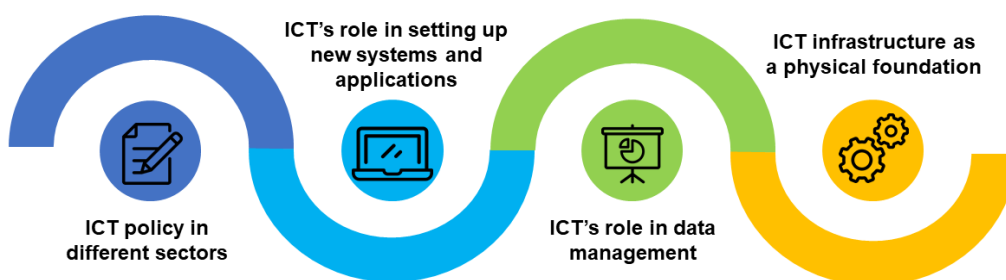 ICT policy in
different sectors
ICT’s role in setting up
new systems and
applications
ICT’s role in data
management
ICT infrastructure as
a physical foundation